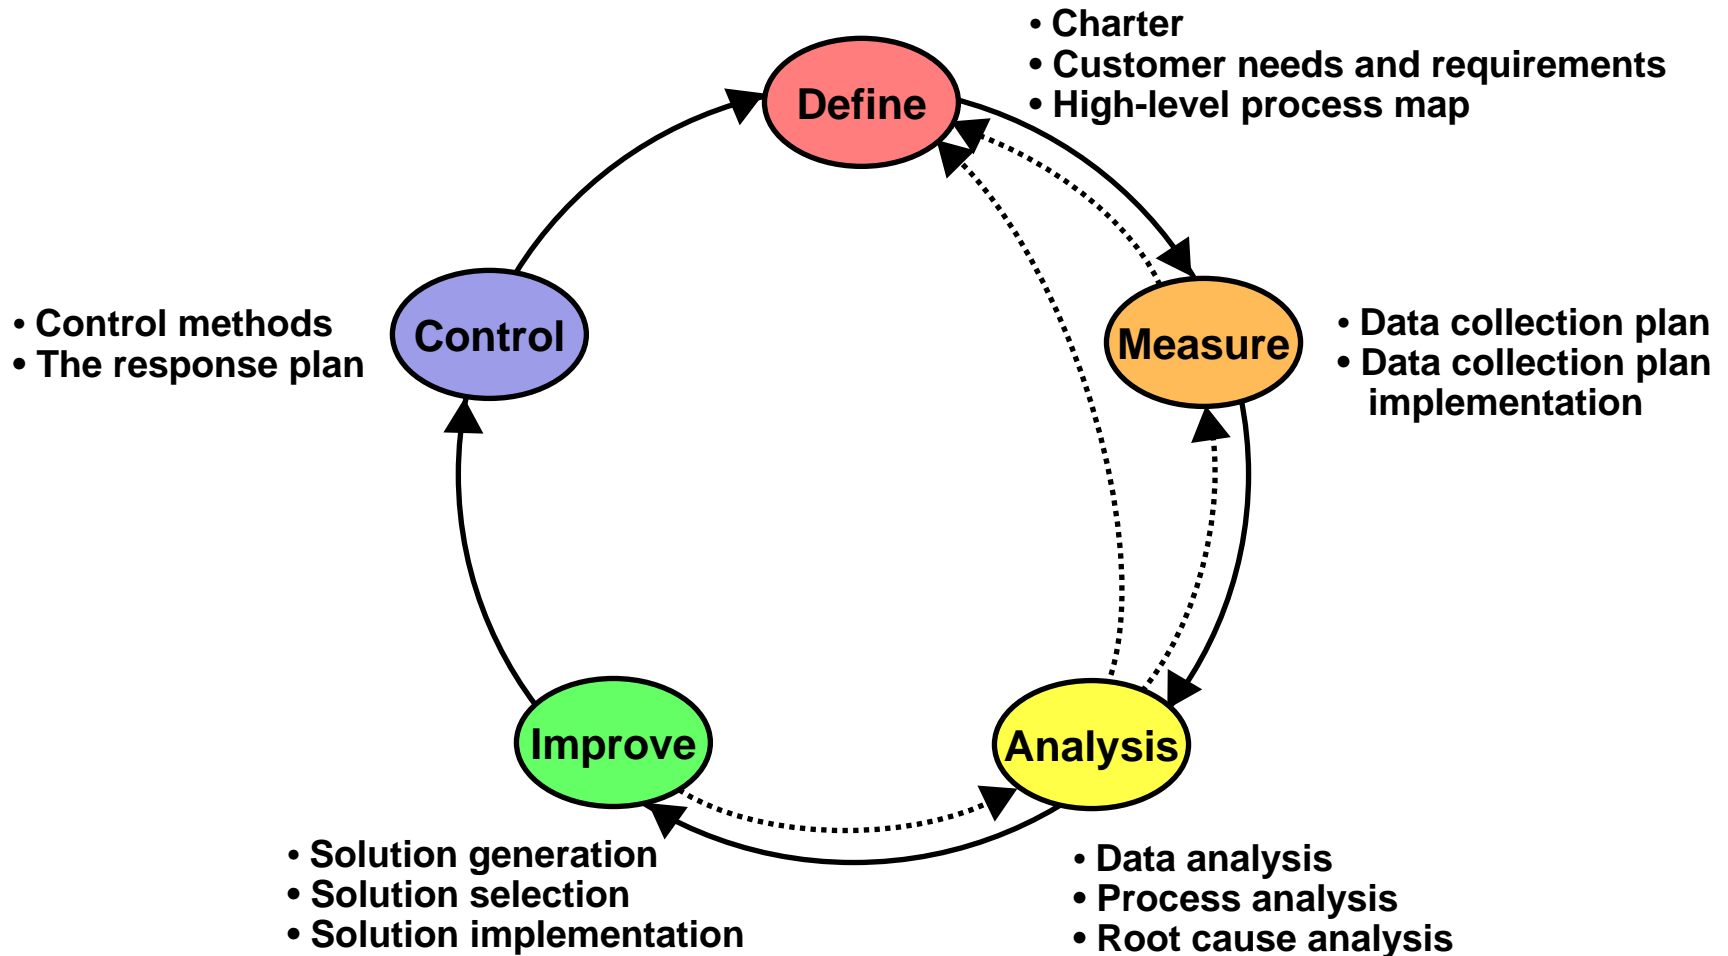 • Charter
• Customer needs and requirements
• High-level process map
Define
Measure
• Data collection plan
• Data collection plan
implementation
Control
• Control methods
• The response plan
Improve
Analysis
• Solution generation
• Solution selection
• Solution implementation
• Data analysis
• Process analysis
• Root cause analysis